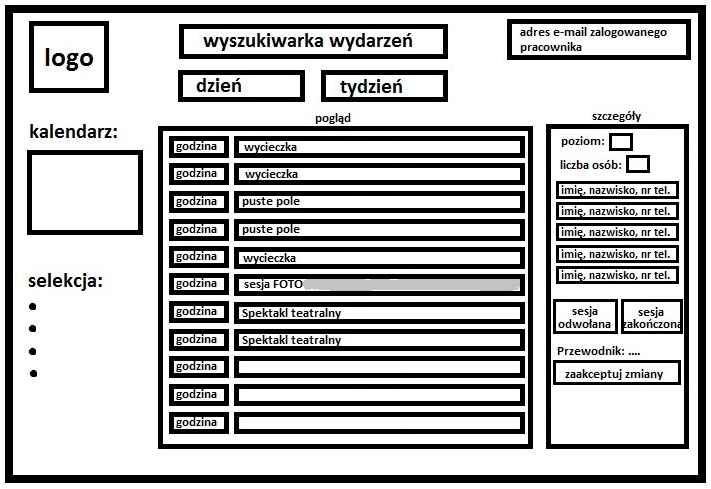 logo
wyszukiwarka wydarzeń
adres e-mail zalogowanego
pracownika
dzień
tydzień
kalendarz:
selekcja:
pogląd
godzina wycieczka
godzina wycieczka
godzina puste pole
godzina puste pole
godzina wycieczka
godzina sesja FOTO
godzina Spektakl teatralny
godzina Spektakl teatralny
godzina
godzina
godzina
szczegóły
poziom:
liczba osób:
imię, nazwisko, nr tel.
imię, nazwisko, nr tel.
imię, nazwisko, nr tel.
imię, nazwisko, nr tel.
imię, nazwisko, nr tel.
sesja
odwołana
sesja
zakończona
Przewodnik: ....
zaakceptuj zmiany